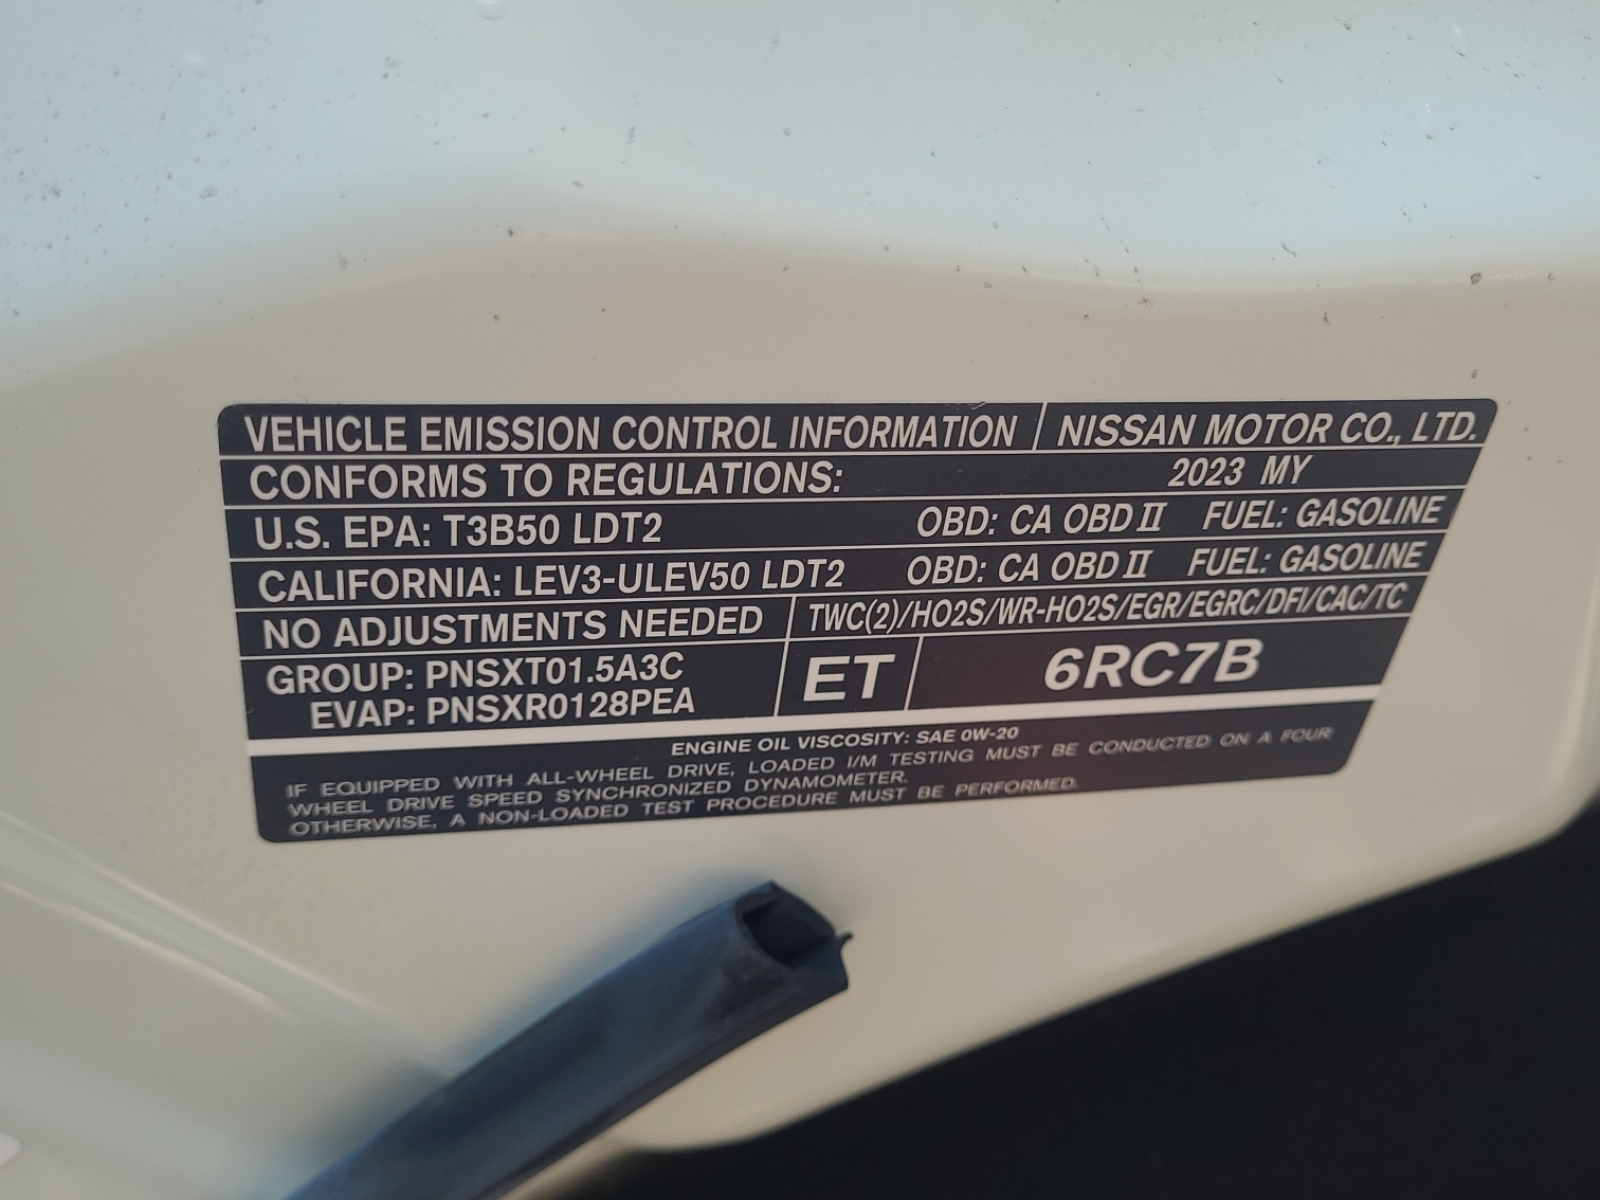 VEHICLE EMISSION CONTROL INFORMATION NISSAN MOTOR CO., LTD.
CONFORMS TO REGULATIONS: 2023 MY
U.S. EPA: T3B50 LDT2 OBD: CA OBD II FUEL: GASOLINE
CALIFORNIA: LEV3-ULEV50 LDT2 OBD: CA OBD II FUEL: GASOLINE
NO ADJUSTMENTS NEEDED TWC(2)/HO2S/WR-HO2S/EGR/EGRC/DFI/CAC/TC
GROUP: PNSXT01.5A3C
EVAP: PNSXR0128PEA
ET 6RC7B
ENGINE OIL VISCOSITY: SAE 0W-20
IF EQUIPPED WITH ALL-WHEEL DRIVE, LOADED I/M TESTING MUST BE CONDUCTED ON A FOUR
WHEEL DRIVE SPEED SYNCHRONIZED DYNAMOMETER.
OTHERWISE, A NON-LOADED TEST PROCEDURE MUST BE PERFORMED.